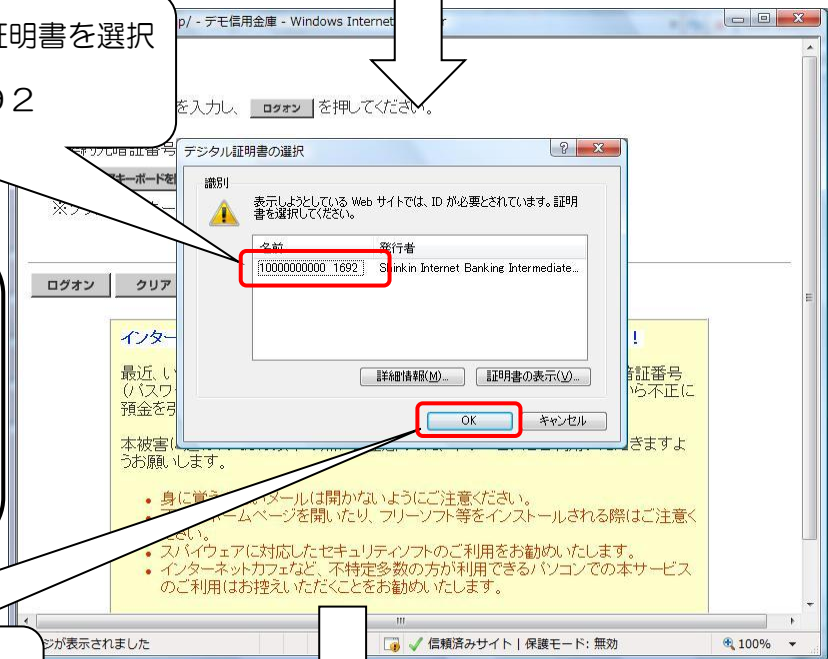 p/ - デモ信用金庫 - Windows Internet
証明書を選択
92
を入力し、 ログオン を押してください。
暗証番号
デジタル証明書の選択
キーボードを
識別
表示しようとしている Web サイトでは、ID が必要とされています。証明
書を選択してください。
名前 発行者
10000000000 1692 Shinkin Internet Banking Intermediate...
ログオン クリア
インター !
詳細情報(M)... 証明書の表示(V)...
最近、い 暗証番号
(パスワ ら不正に
預金を引
OK キャンセル
本被害に きますよ
うお願いします。
• 身に覚え ないメールは開かないようにご注意ください。
ホームページを開いたり、フリーソフト等をインストールされる際はご注意く
ださい。
• スパイウェアに対応したセキュリティソフトのご利用をお勧めいたします。
• インターネットカフェなど、不特定多数の方が利用できるパソコンでの本サービス
のご利用はお控えいただくことをお勧めいたします。
ジが表示されました 信頼済みサイト | 保護モード: 無効 100%